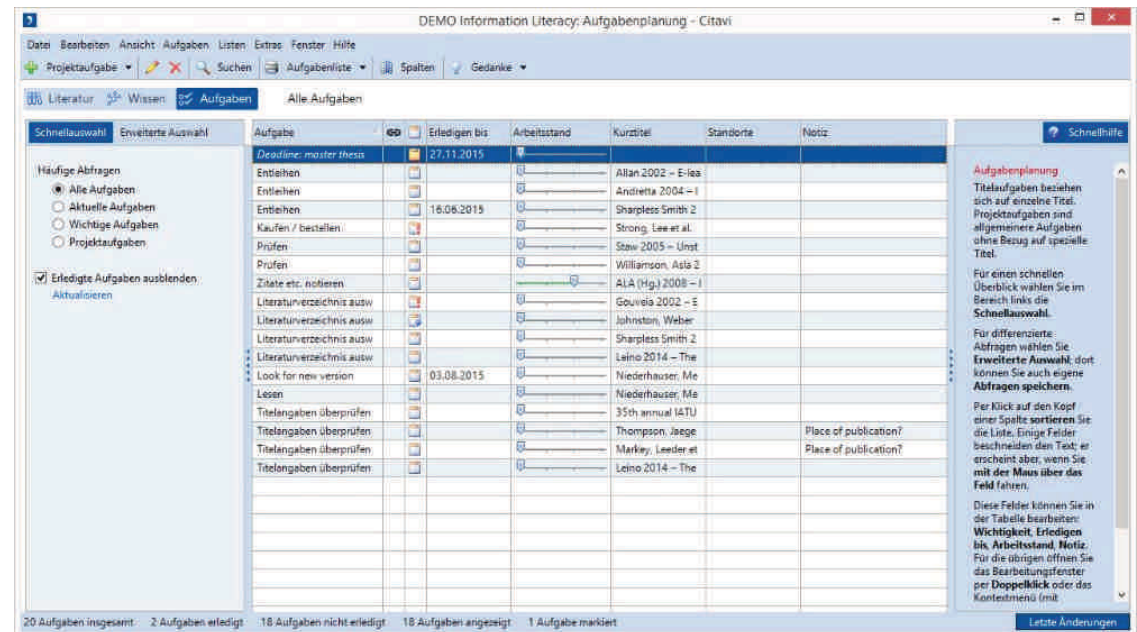 DEMO Information Literacy: Aufgabenplanung - Citavi
Datei Bearbeiten Ansicht Aufgaben Listen Extras Fenster Hilfe
Projektaufgabe Suchen Aufgabenliste Spalten Gedanke
Literatur Wissen Aufgaben Alle Aufgaben
Schnellauswahl Erweiterte Auswahl
Häufige Abfragen
Alle Aufgaben
Aktuelle Aufgaben
Wichtige Aufgaben
Projektaufgaben
Erledigte Aufgaben ausblenden
Aktualisieren
Aufgabe Erledigen bis Arbeitsstand Kurztitel Standorte Notiz
Deadline: master thesis 27.11.2015
Entleihen Allan 2002 – E-lea
Entleihen Andretta 2004 – I
Entleihen 16.06.2015 Sharpless Smith 2
Kaufen / bestellen Strong, Lee et al.
Prüfen Staw 2005 – Unst
Prüfen Williamson, Asla 2
Zitate etc. notieren ALA (Hg.) 2008 – I
Literaturverzeichnis ausw Gouveia 2002 – E
Literaturverzeichnis ausw Johnston, Weber
Literaturverzeichnis ausw Sharpless Smith 2
Literaturverzeichnis ausw Leino 2014 – The
Look for new version 03.08.2015 Niederhauser, Me
Lesen Niederhauser, Me
Titelangaben überprüfen 35th annual IATU
Titelangaben überprüfen Thompson, Jaege Place of publication?
Titelangaben überprüfen Markey, Leeder et Place of publication?
Titelangaben überprüfen Leino 2014 – The
? Schnellhilfe
Aufgabenplanung
Titelaufgaben beziehen
sich auf einzelne Titel.
Projektaufgaben sind
allgemeinere Aufgaben
ohne Bezug auf spezielle
Titel.
Für einen schnellen
Überblick wählen Sie im
Bereich links die
Schnellauswahl.
Für differenzierte
Abfragen wählen Sie
Erweiterte Auswahl; dort
können Sie auch eigene
Abfragen speichern.
Per Klick auf den Kopf
einer Spalte sortieren Sie
die Liste. Einige Felder
beschneiden den Text; er
erscheint aber, wenn Sie
mit der Maus über das
Feld fahren.
Diese Felder können Sie in
der Tabelle bearbeiten:
Wichtigkeit, Erledigen
bis, Arbeitsstand, Notiz.
Für die übrigen öffnen Sie
das Bearbeitungsfenster
per Doppelklick oder das
Kontextmenü (mit
20 Aufgaben insgesamt 2 Aufgaben erledigt 18 Aufgaben nicht erledigt 18 Aufgaben angezeigt 1 Aufgabe markiert
Letzte Änderungen